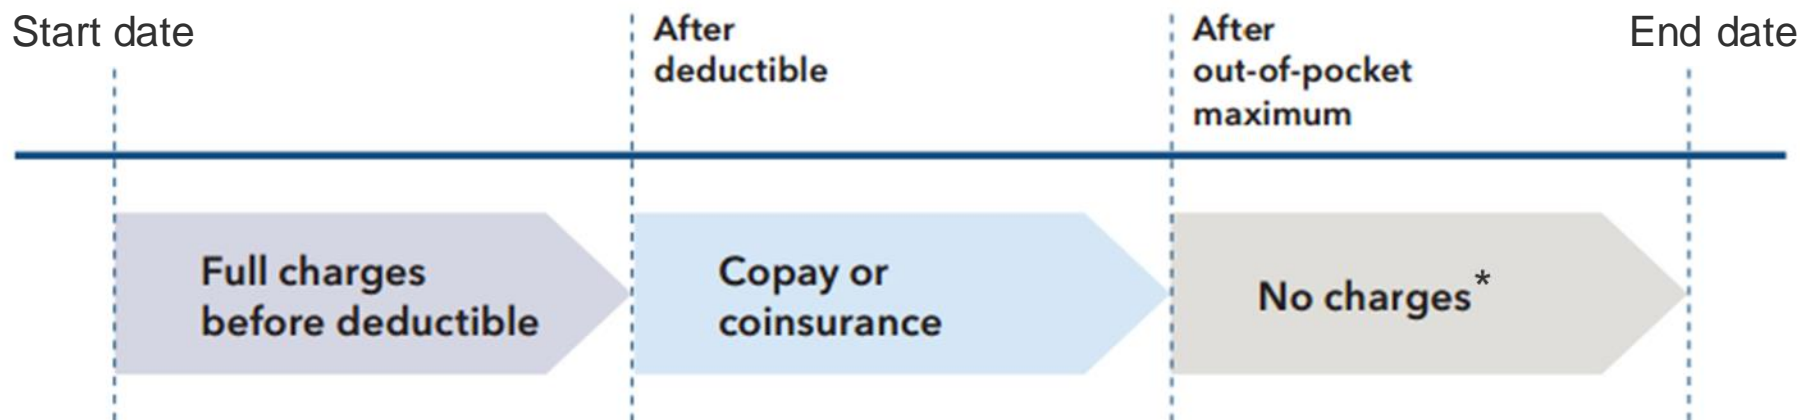 Start date
After
deductible
After
out-of-pocket
maximum
End date
Full charges
before deductible
Copay or
coinsurance
No charges*